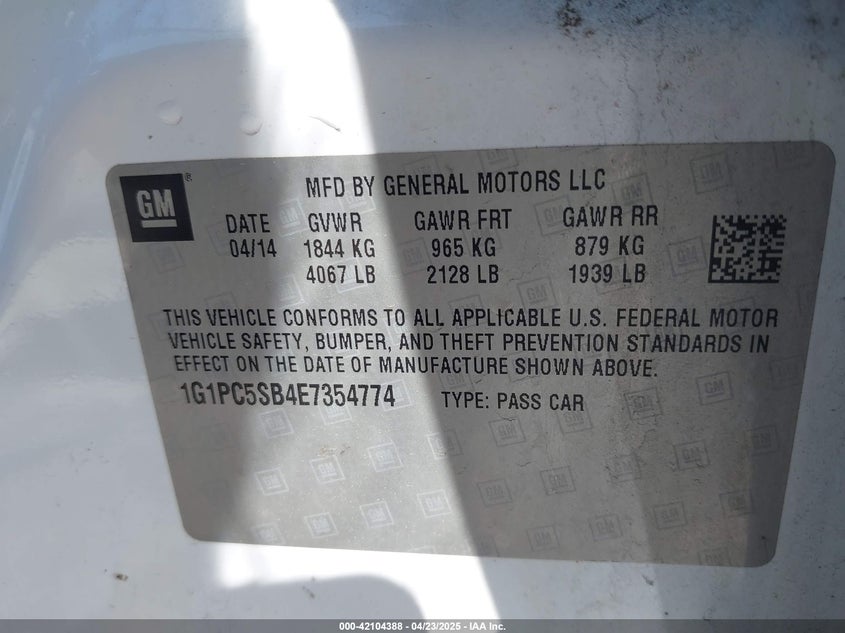 GM ®
MFD BY GENERAL MOTORS LLC
DATE GVWR GAWR FRT GAWR RR
04/14 1844 KG 965 KG 879 KG
4067 LB 2128 LB 1939 LB
THIS VEHICLE CONFORMS TO ALL APPLICABLE U.S. FEDERAL MOTOR
VEHICLE SAFETY, BUMPER, AND THEFT PREVENTION STANDARDS IN
EFFECT ON THE DATE OF MANUFACTURE SHOWN ABOVE.
1G1PC5SB4E7354774 TYPE: PASS CAR
000-42104388 - 04/23/2025 - IAA Inc.